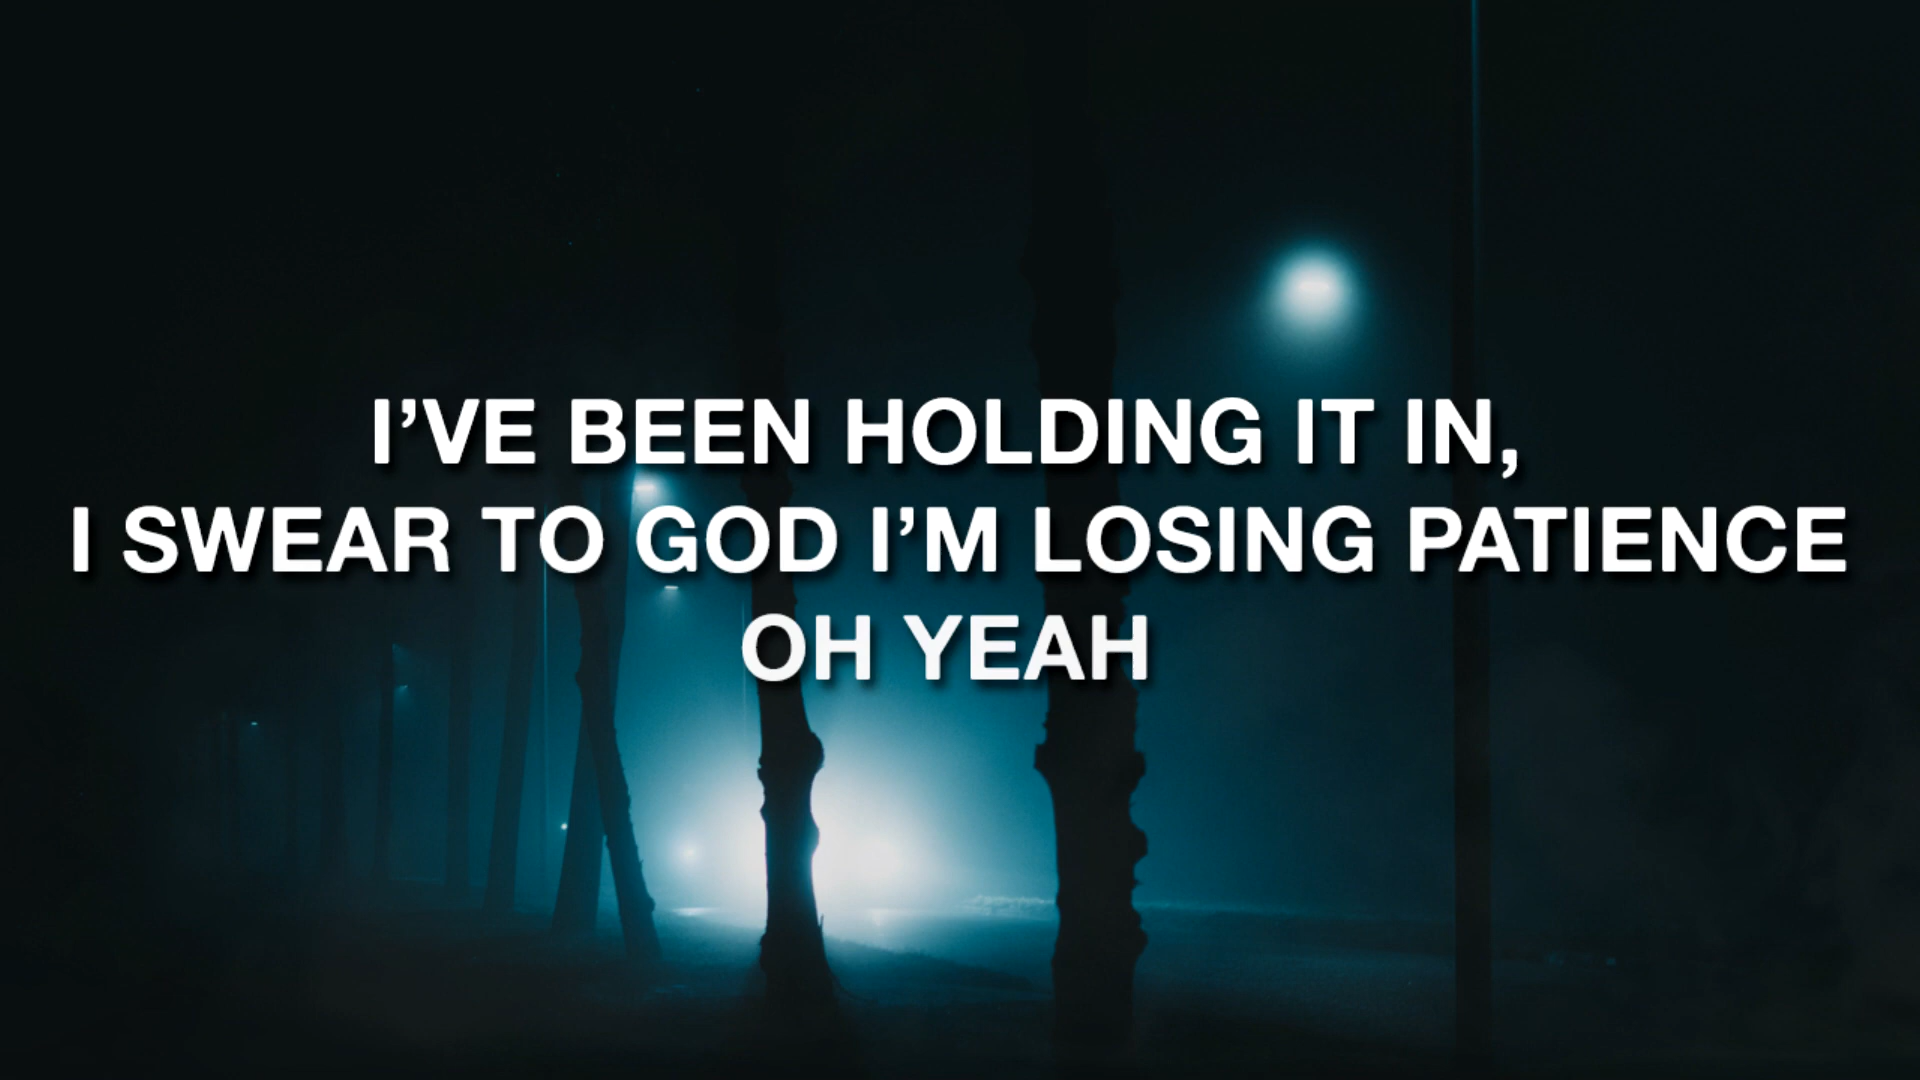 I’VE BEEN HOLDING IT IN,
I SWEAR TO GOD I’M LOSING PATIENCE
OH YEAH